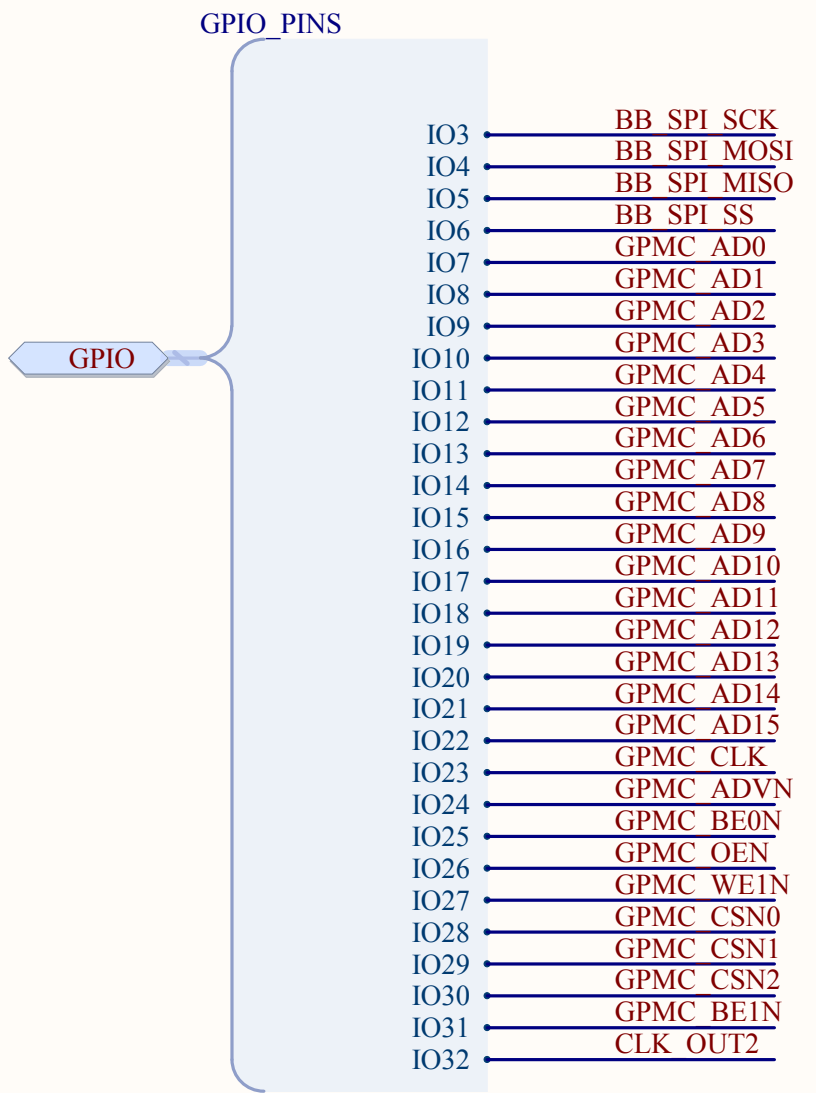 GPIO_PINS
IO3 BB_SPI_SCK
IO4 BB_SPI_MOSI
IO5 BB_SPI_MISO
IO6 BB_SPI_SS
IO7 GPMC_AD0
IO8 GPMC_AD1
IO9 GPMC_AD2
GPIO IO10 GPMC_AD3
IO11 GPMC_AD4
IO12 GPMC_AD5
IO13 GPMC_AD6
IO14 GPMC_AD7
IO15 GPMC_AD8
IO16 GPMC_AD9
IO17 GPMC_AD10
IO18 GPMC_AD11
IO19 GPMC_AD12
IO20 GPMC_AD13
IO21 GPMC_AD14
IO22 GPMC_AD15
IO23 GPMC_CLK
IO24 GPMC_ADVN
IO25 GPMC_BE0N
IO26 GPMC_OEN
IO27 GPMC_WE1N
IO28 GPMC_CSN0
IO29 GPMC_CSN1
IO30 GPMC_CSN2
IO31 GPMC_BE1N
IO32 CLK_OUT2